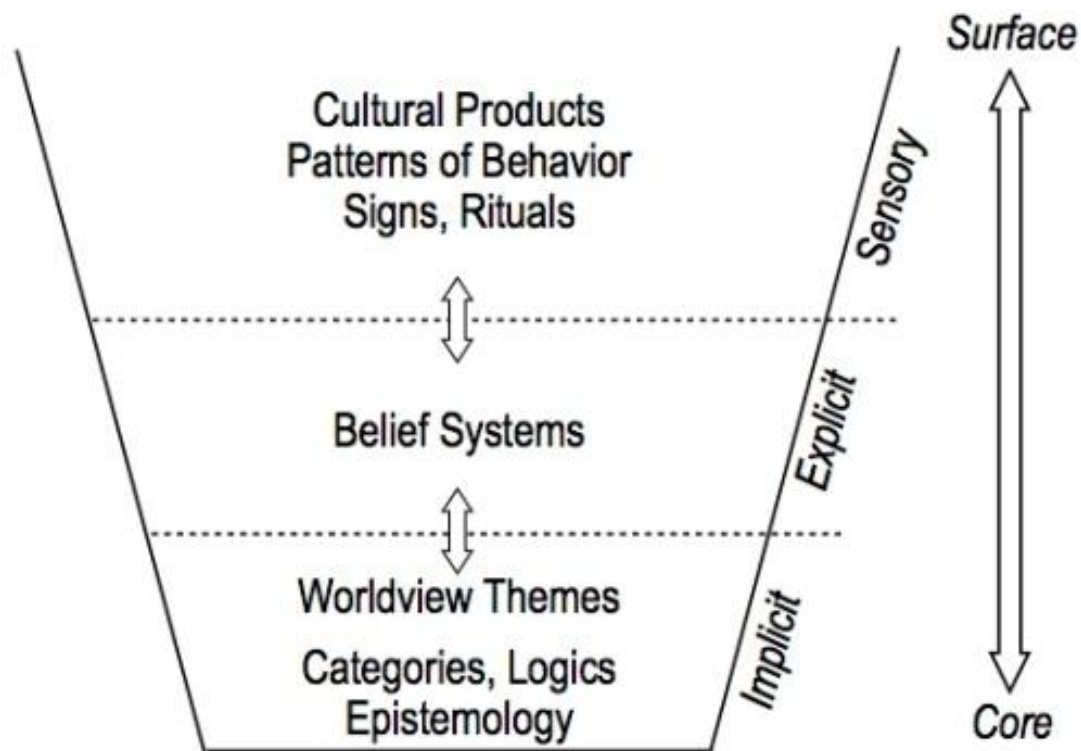 Surface
Cultural Products
Patterns of Behavior
Signs, Rituals
Sensory
Belief Systems
Explicit
Worldview Themes
Categories, Logics
Epistemology
Implicit
Core